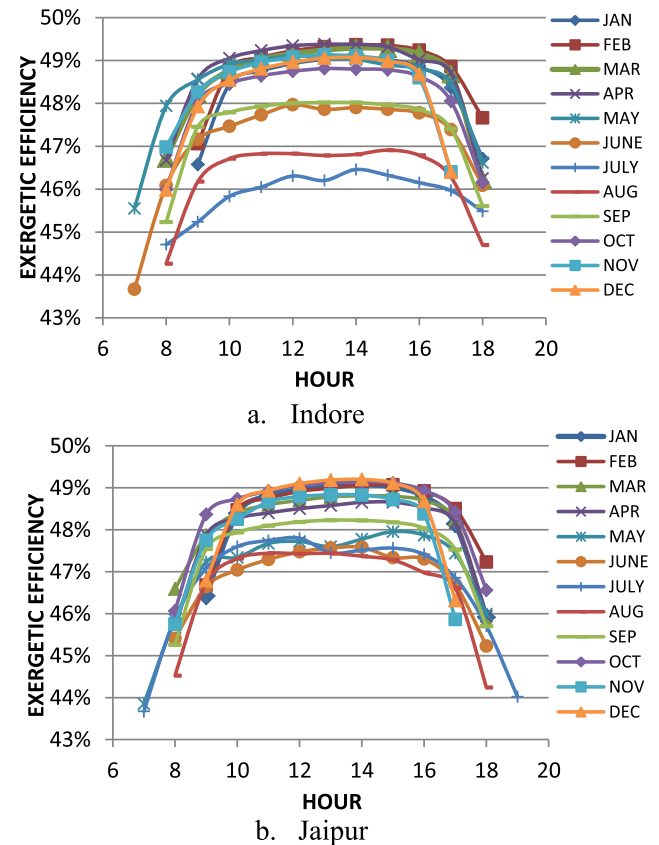 50%
49%
48%
47%
46%
45%
44%
43%
EXERGETIC EFFICIENCY
6 8 10 12 14 16 18 20
HOUR
JAN
FEB
MAR
APR
MAY
JUNE
JULY
AUG
SEP
OCT
NOV
DEC
a. Indore
50%
49%
48%
47%
46%
45%
44%
43%
EXERGETIC EFFICIENCY
6 8 10 12 14 16 18 20
HOUR
JAN
FEB
MAR
APR
MAY
JUNE
JULY
AUG
SEP
OCT
NOV
DEC
b. Jaipur